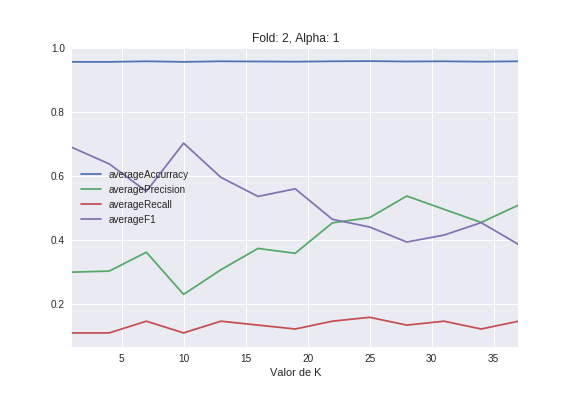 Fold: 2, Alpha: 1
1.0
0.8
0.6
0.4
0.2
averageAccurracy
averagePrecision
averageRecall
averageF1
5 10 15 20 25 30 35
Valor de K